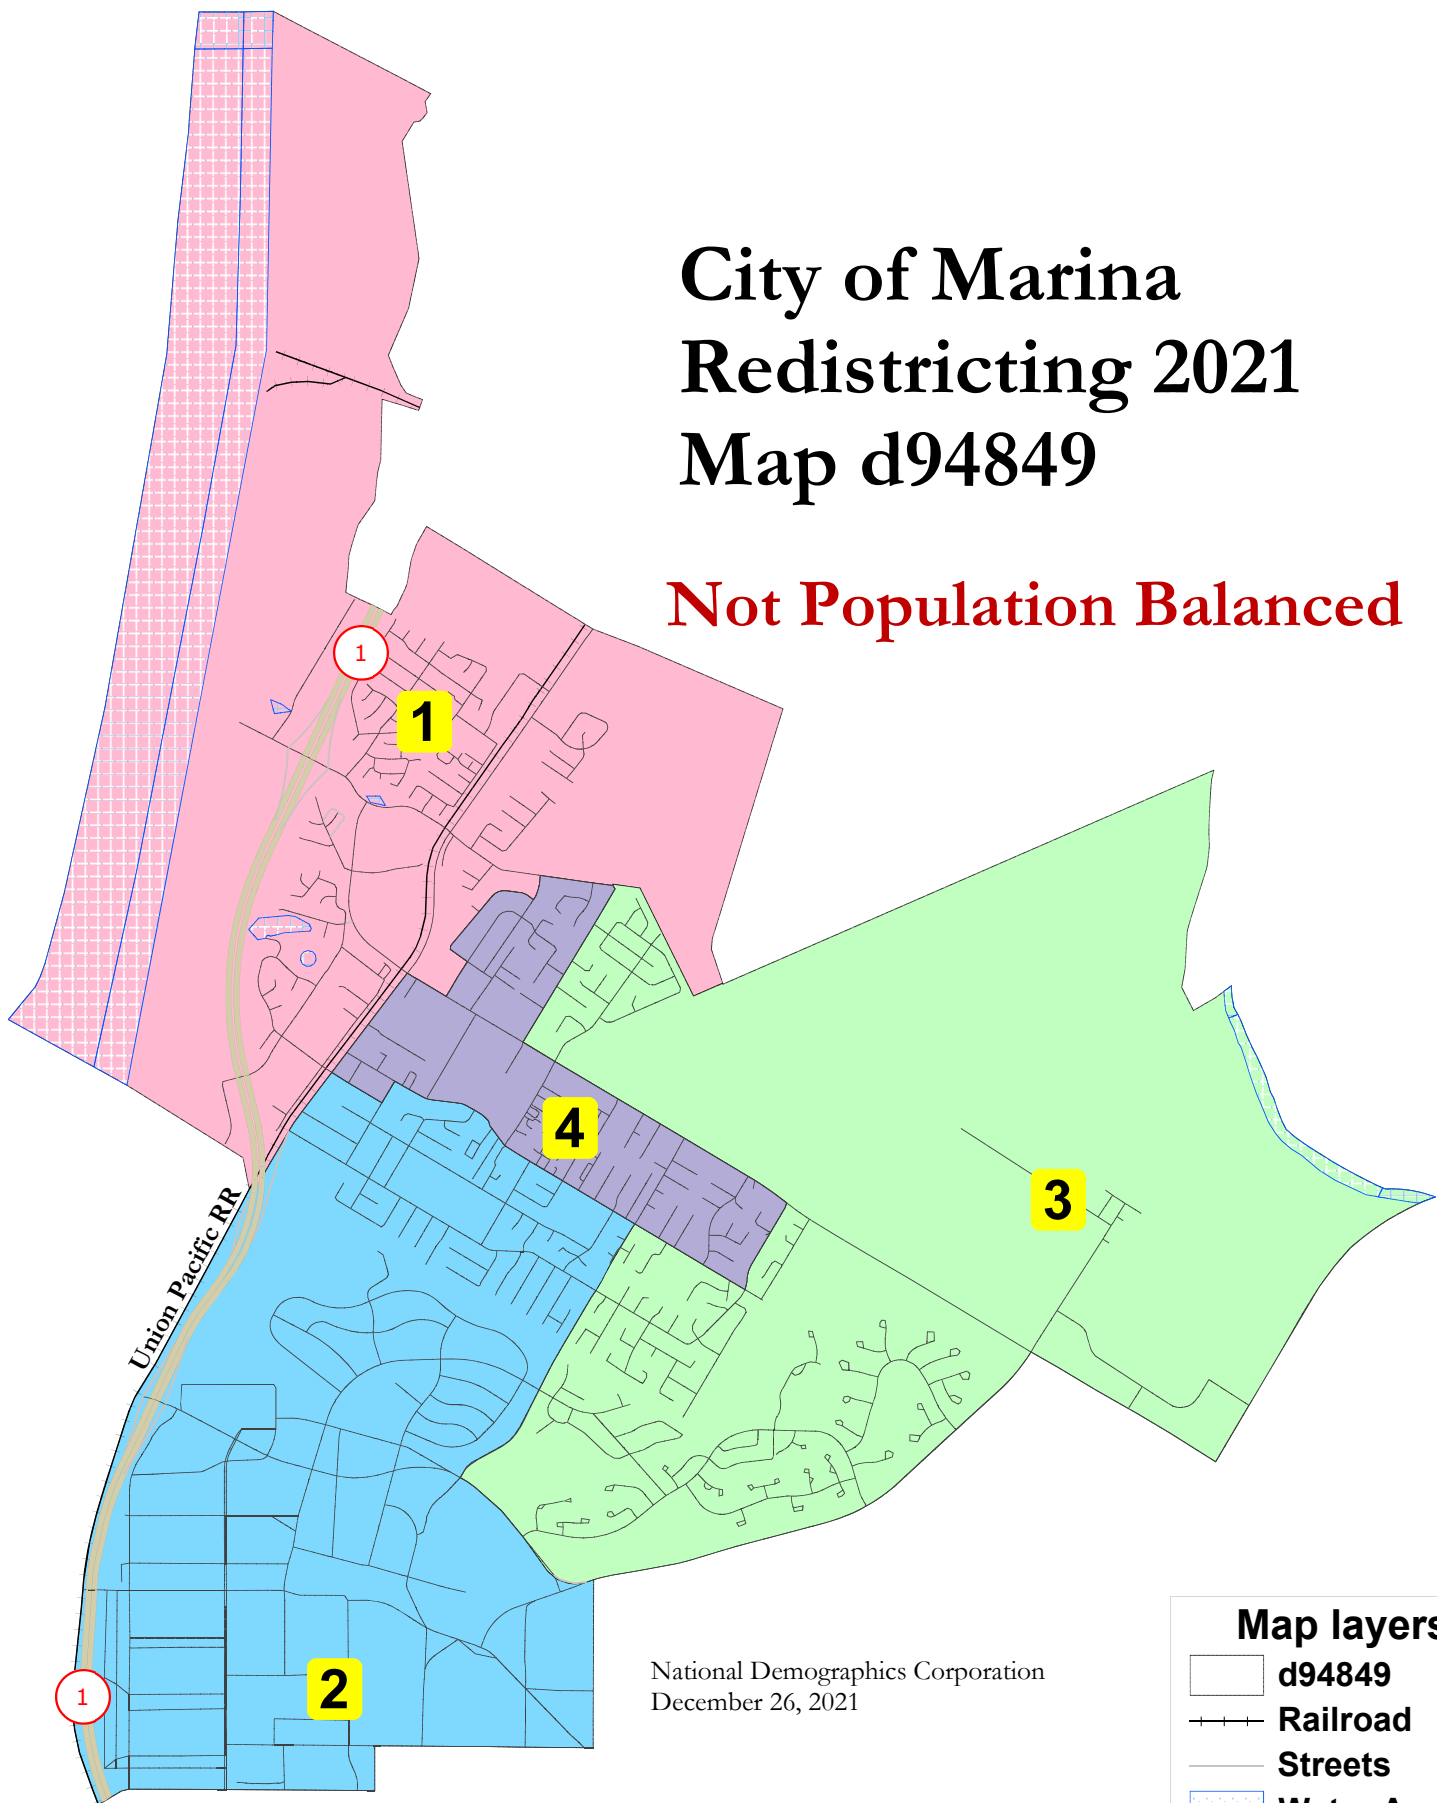 City of Marina
Redistricting 2021
Map d94849
Not Population Balanced
1
1
4
3
Union Pacific RR
2
1
National Demographics Corporation
December 26, 2021
Map layers
d94849
Railroad
Streets